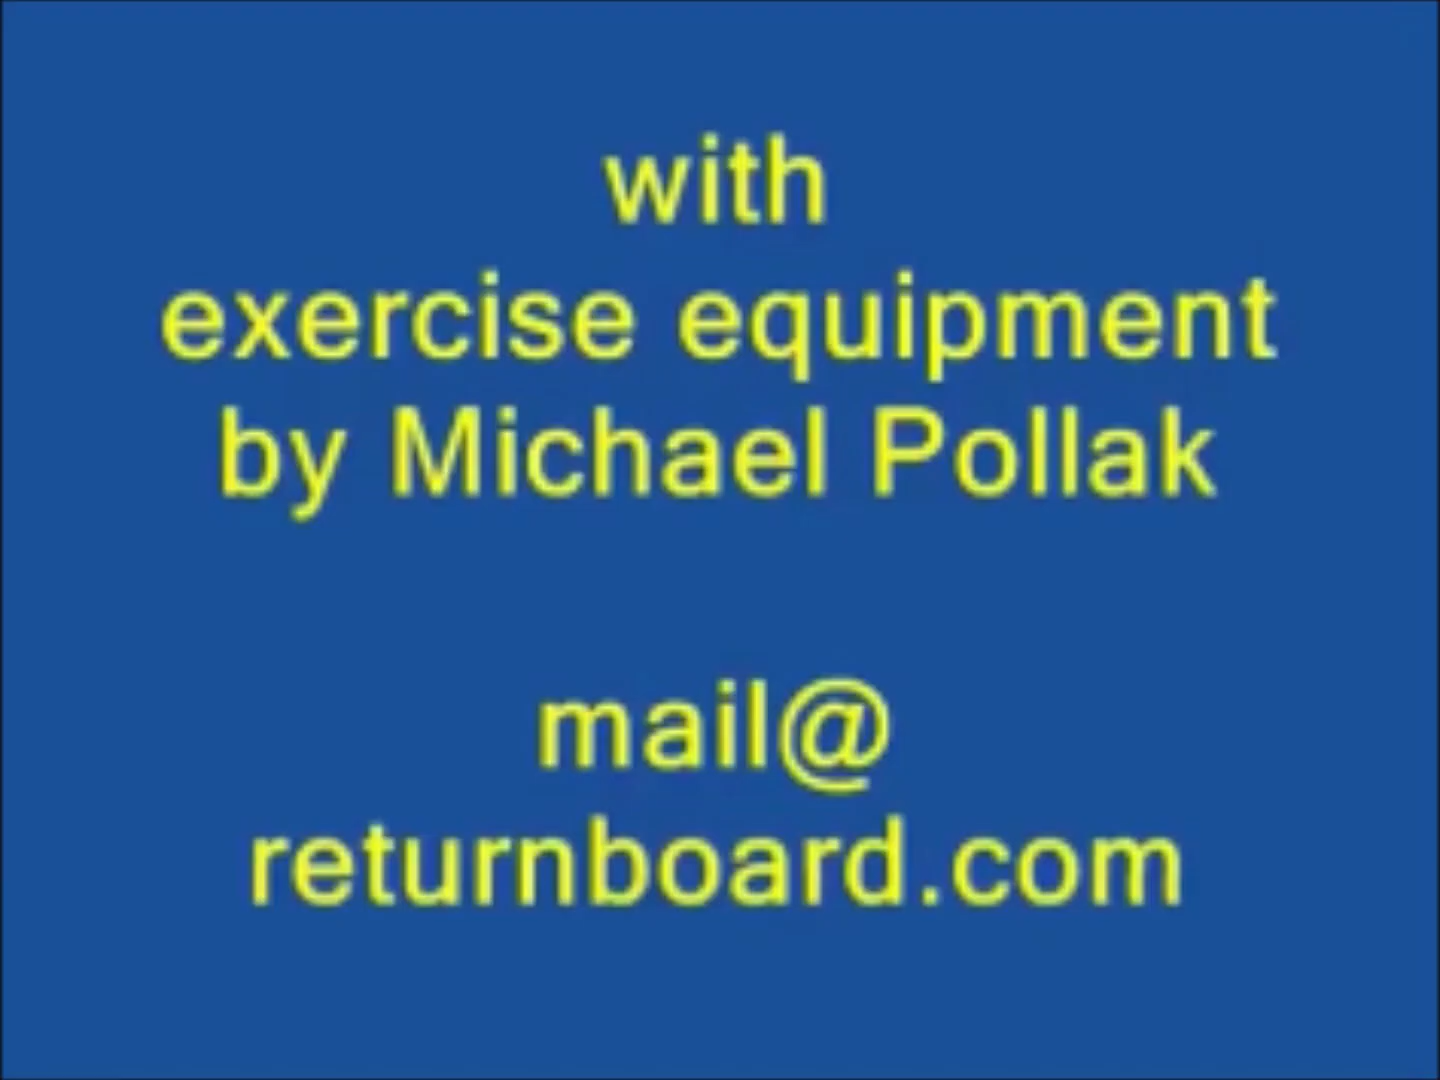 with
exercise equipment
by Michael Pollak
mail@
returnboard.com